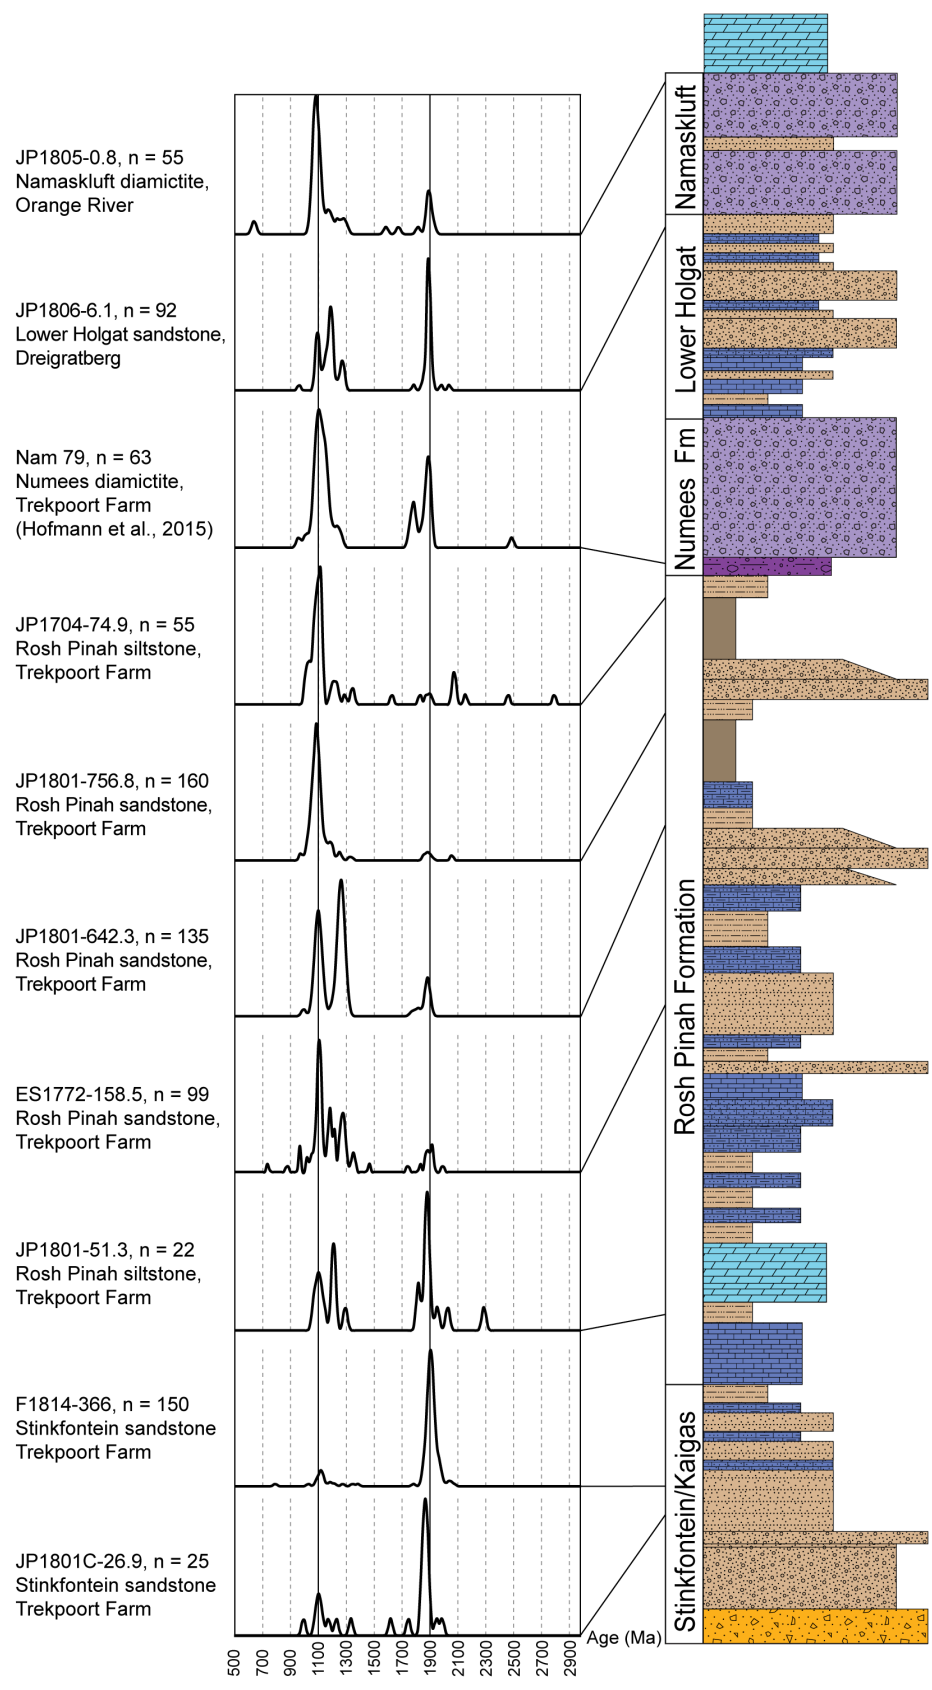 JP1805-0.8, n = 55
Namaskluft diamictite,
Orange River
JP1806-6.1, n = 92
Lower Holgat sandstone,
Dreigratberg
Nam 79, n = 63
Numees diamictite,
Trekpoort Farm
(Hofmann et al., 2015)
JP1704-74.9, n = 55
Rosh Pinah siltstone,
Trekpoort Farm
JP1801-756.8, n = 160
Rosh Pinah sandstone,
Trekpoort Farm
JP1801-642.3, n = 135
Rosh Pinah sandstone,
Trekpoort Farm
ES1772-158.5, n = 99
Rosh Pinah sandstone,
Trekpoort Farm
JP1801-51.3, n = 22
Rosh Pinah siltstone,
Trekpoort Farm
F1814-366, n = 150
Stinkfontein sandstone
Trekpoort Farm
JP1801C-26.9, n = 25
Stinkfontein sandstone
Trekpoort Farm
500
700
900
1100
1300
1500
1700
1900
2100
2300
2500
2700
2900
Age (Ma)
Namaskluft
Lower Holgat
Numees Fm
Rosh Pinah Formation
Stinkfontein/Kaigas